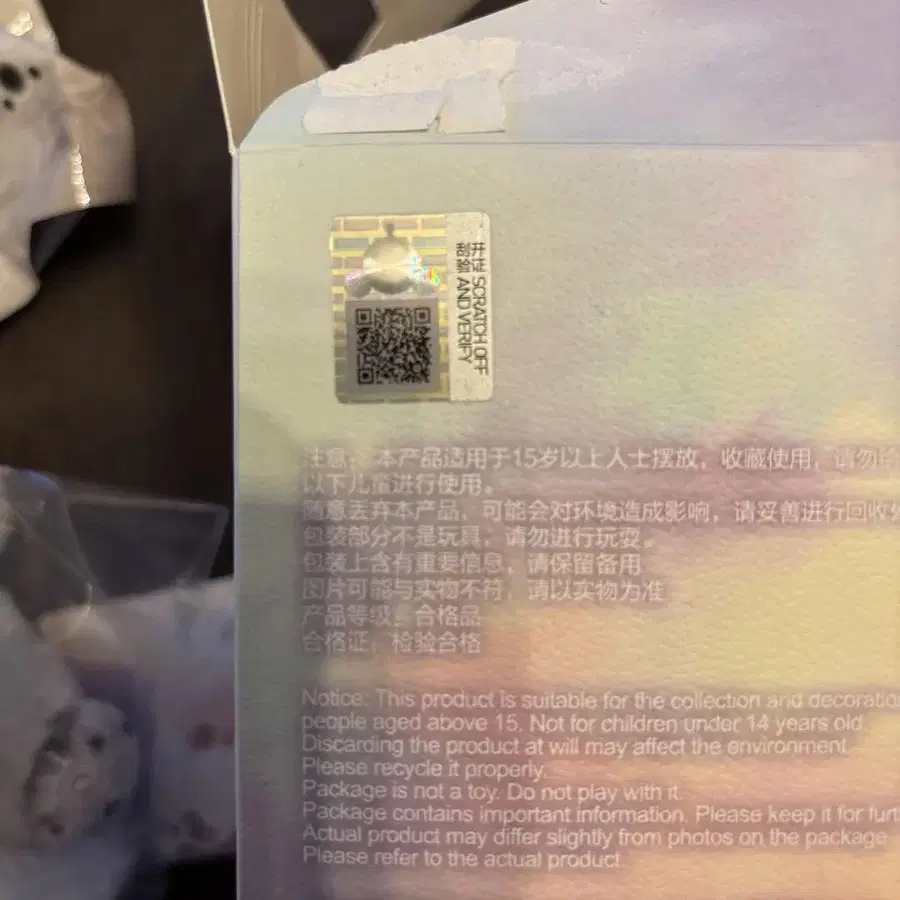 开启 SCRATCH OFF
刮验 AND VERIFY
注意：本产品适用于15岁以上人士摆放，收藏使用，请勿给
以下儿童进行使用。
随意丢弃本产品，可能会对环境造成影响，请妥善进行回收处
包装部分不是玩具，请勿进行玩耍。
包装上含有重要信息，请保留备用
图片可能与实物不符，请以实物为准
产品等级：合格品
合格证：检验合格
Notice: This product is suitable for the collection and decoratio
people aged above 15. Not for children under 14 years old.
Discarding the product at will may affect the environment
Please recycle it properly.
Package is not a toy. Do not play with it.
Package contains important information. Please keep it for furt
Actual product may differ slightly from photos on the package
Please refer to the actual product.